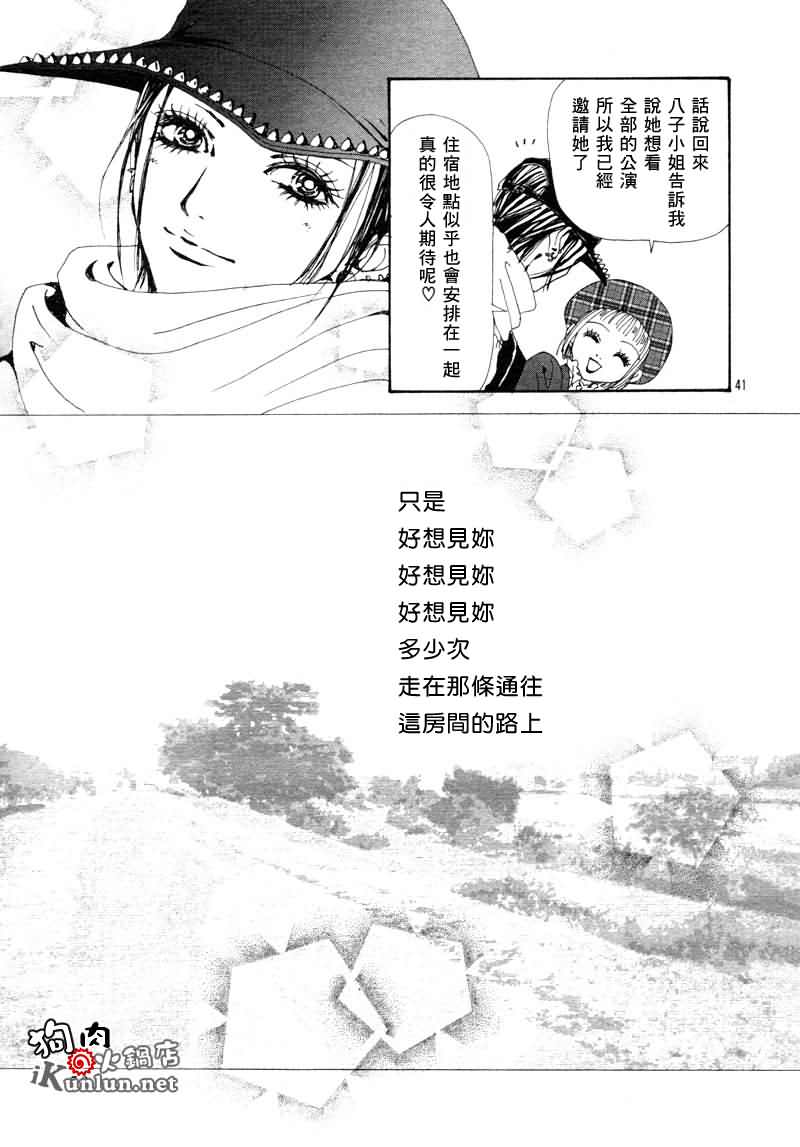 話說回來
八子小姐告訴我
說她想看
全部的公演
所以我已經
邀請她了
住宿地點似乎也會安排在一起
真的很令人期待呢♡
41
只是
好想見妳
好想見妳
好想見妳
多少次
走在那條通往
這房間的路上
狗肉
火鍋店
iKunlun.net